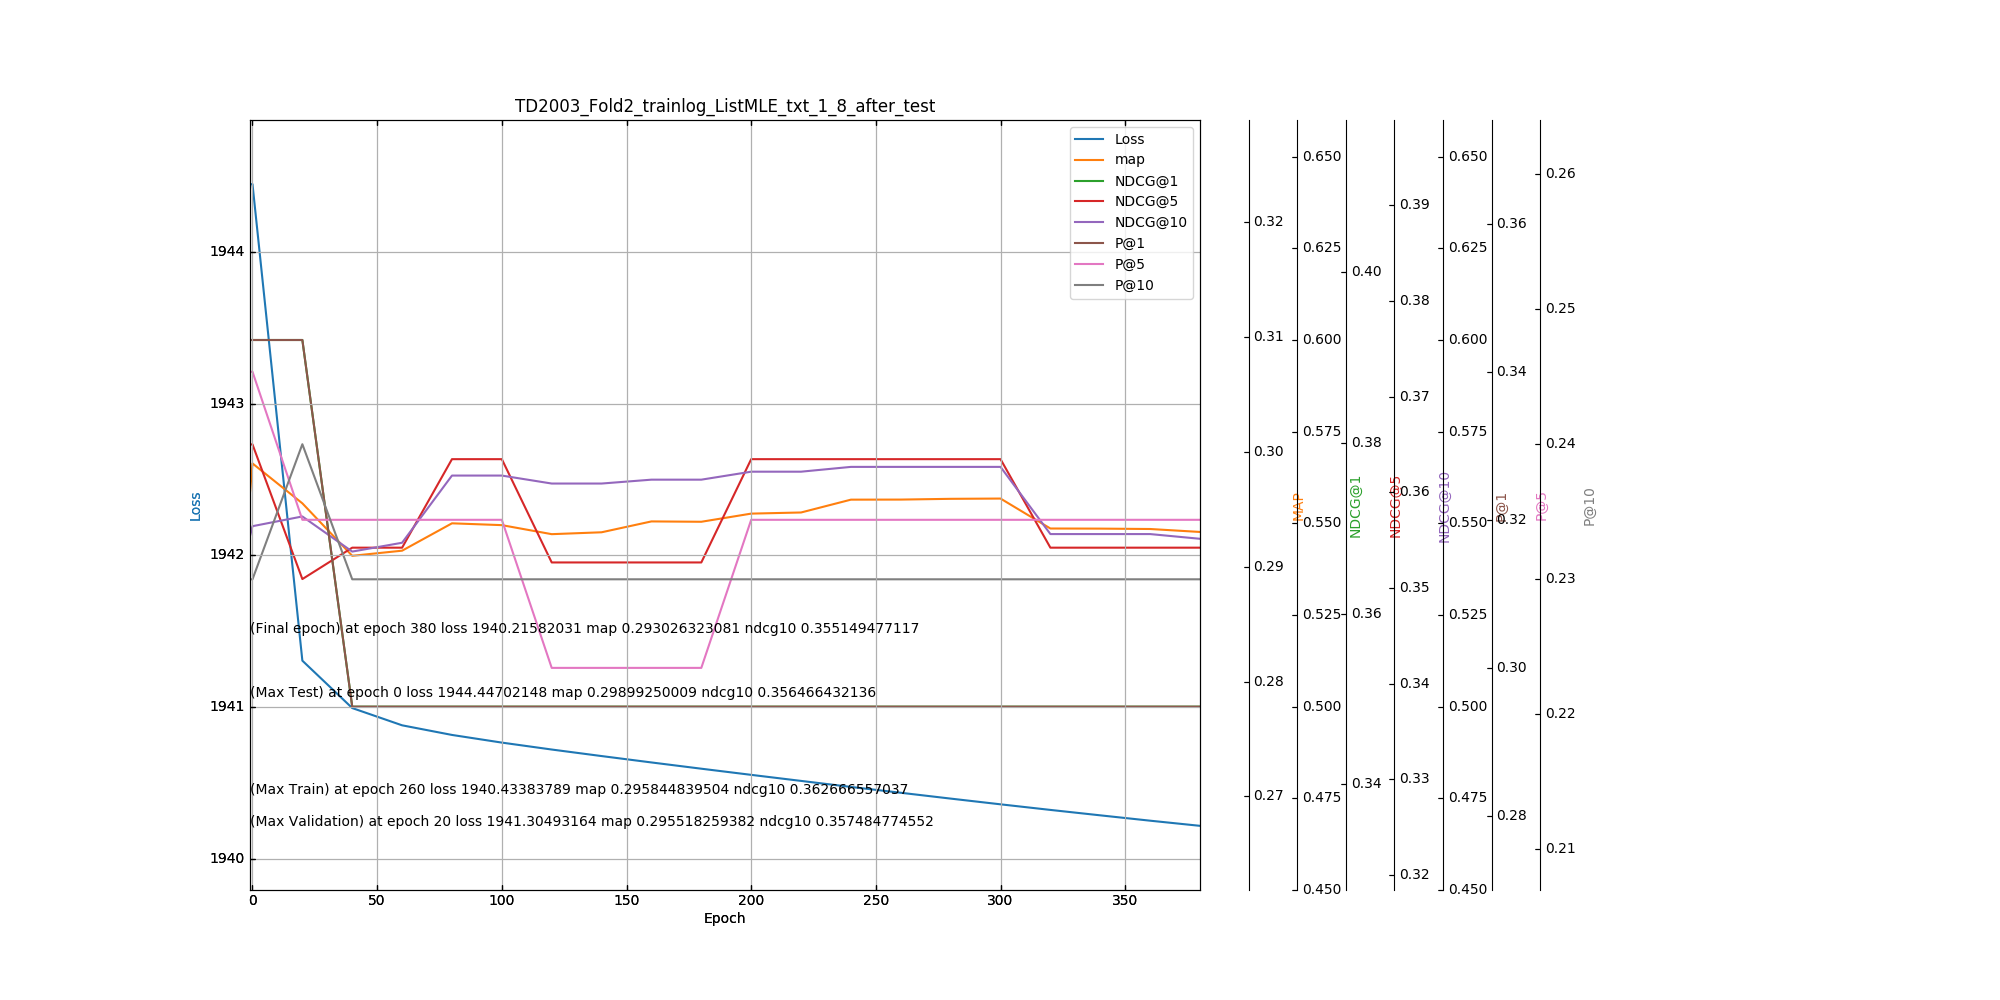 TD2003_Fold2_trainlog_ListMLE_txt_1_8_after_test
Loss
map
NDCG@1
NDCG@5
NDCG@10
P@1
P@5
P@10
1944
1943
1942
1941
1940
Loss
(Final epoch) at epoch 380 loss 1940.21582031 map 0.293026323081 ndcg10 0.355149477117
(Max Test) at epoch 0 loss 1944.44702148 map 0.29899250009 ndcg10 0.356466432136
(Max Train) at epoch 260 loss 1940.43383789 map 0.295844839504 ndcg10 0.362666557037
(Max Validation) at epoch 20 loss 1941.30493164 map 0.295518259382 ndcg10 0.357484774552
0 50 100 150 200 250 300 350
Epoch
0.32
0.31
0.30
0.29
0.28
0.27
MAP
0.650
0.625
0.600
0.575
0.550
0.525
0.500
0.475
0.450
NDCG@1
0.40
0.38
0.36
0.34
NDCG@5
0.39
0.38
0.37
0.36
0.35
0.34
0.33
0.32
NDCG@10
0.650
0.625
0.600
0.575
0.550
0.525
0.500
0.475
0.450
P@1
0.36
0.34
0.32
0.30
0.28
P@5
0.26
0.25
0.24
0.23
0.22
0.21
P@10